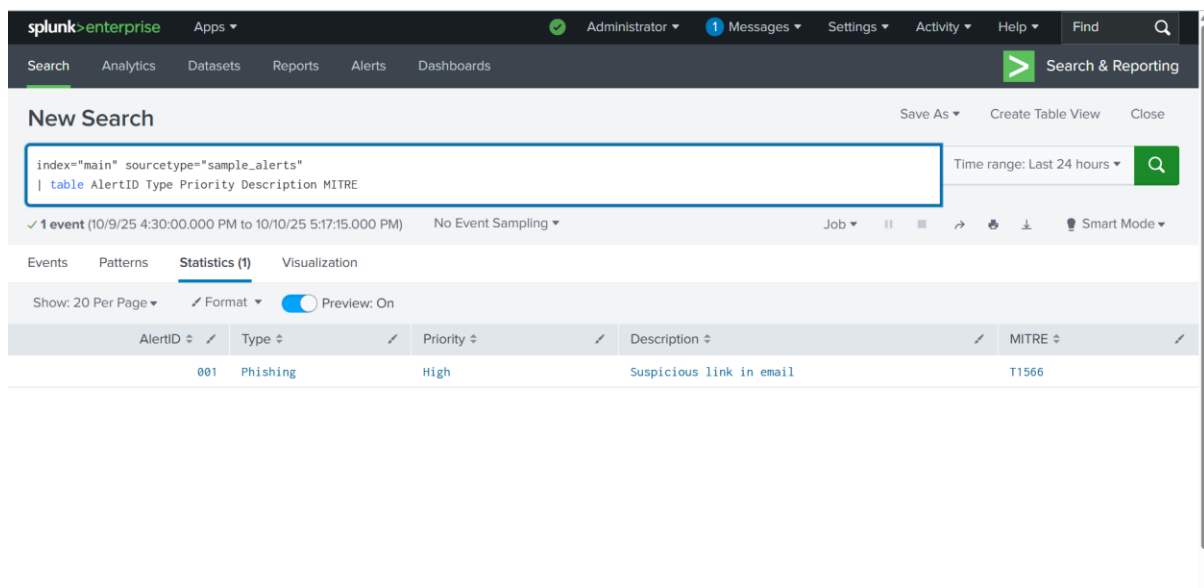 splunk>enterprise Apps Administrator 1 Messages Settings Activity Help Find
Search Analytics Datasets Reports Alerts Dashboards Search & Reporting
New Search Save As Create Table View Close
index="main" sourcetype="sample_alerts" Time range: Last 24 hours
| table AlertID Type Priority Description MITRE
1 event (10/9/25 4:30:00.000 PM to 10/10/25 5:17:15.000 PM) No Event Sampling Job Smart Mode
Events Patterns Statistics (1) Visualization
Show: 20 Per Page Format Preview: On
AlertID Type Priority Description MITRE
001 Phishing High Suspicious link in email T1566